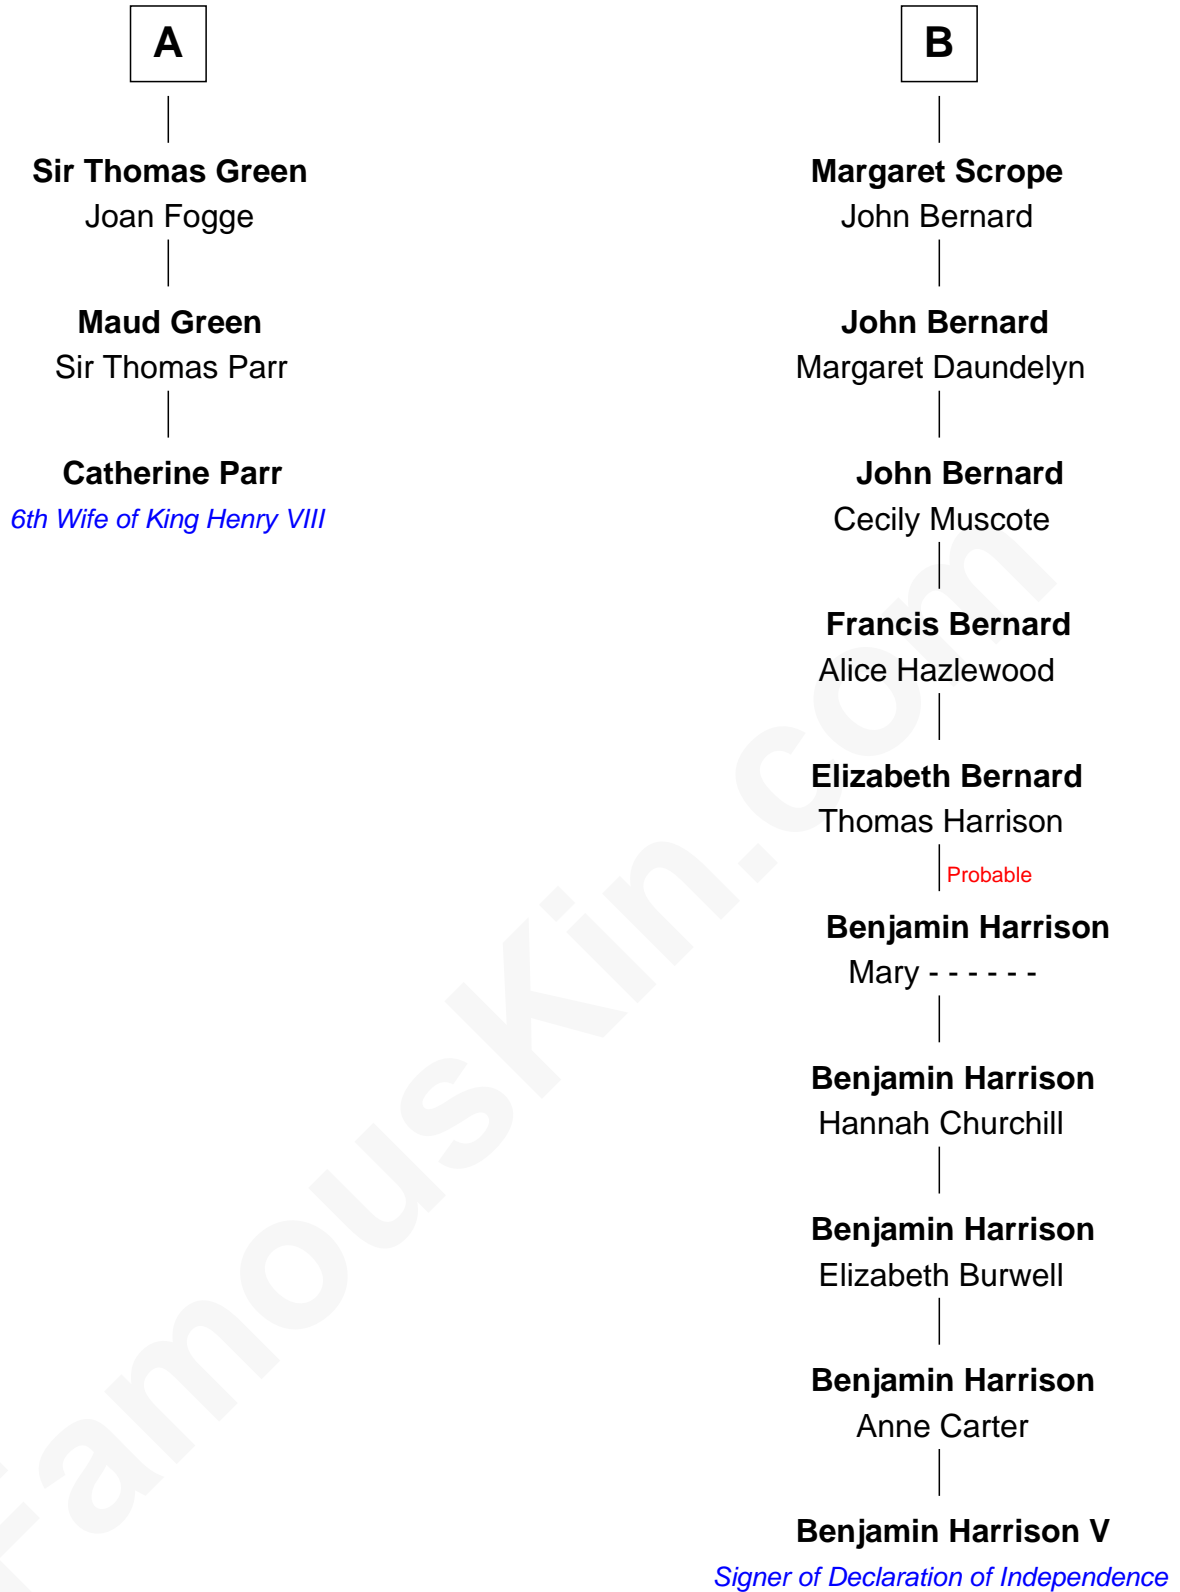 A
Sir Thomas Green
Joan Fogge
Maud Green
Sir Thomas Parr
Catherine Parr
6th Wife of King Henry VIII
B
Margaret Scrope
John Bernard
John Bernard
Margaret Daundelyn
John Bernard
Cecily Muscote
Francis Bernard
Alice Hazlewood
Elizabeth Bernard
Thomas Harrison
Probable
Benjamin Harrison
Mary - - - - - -
Benjamin Harrison
Hannah Churchill
Benjamin Harrison
Elizabeth Burwell
Benjamin Harrison
Anne Carter
Benjamin Harrison V
Signer of Declaration of Independence
FamousKin.com